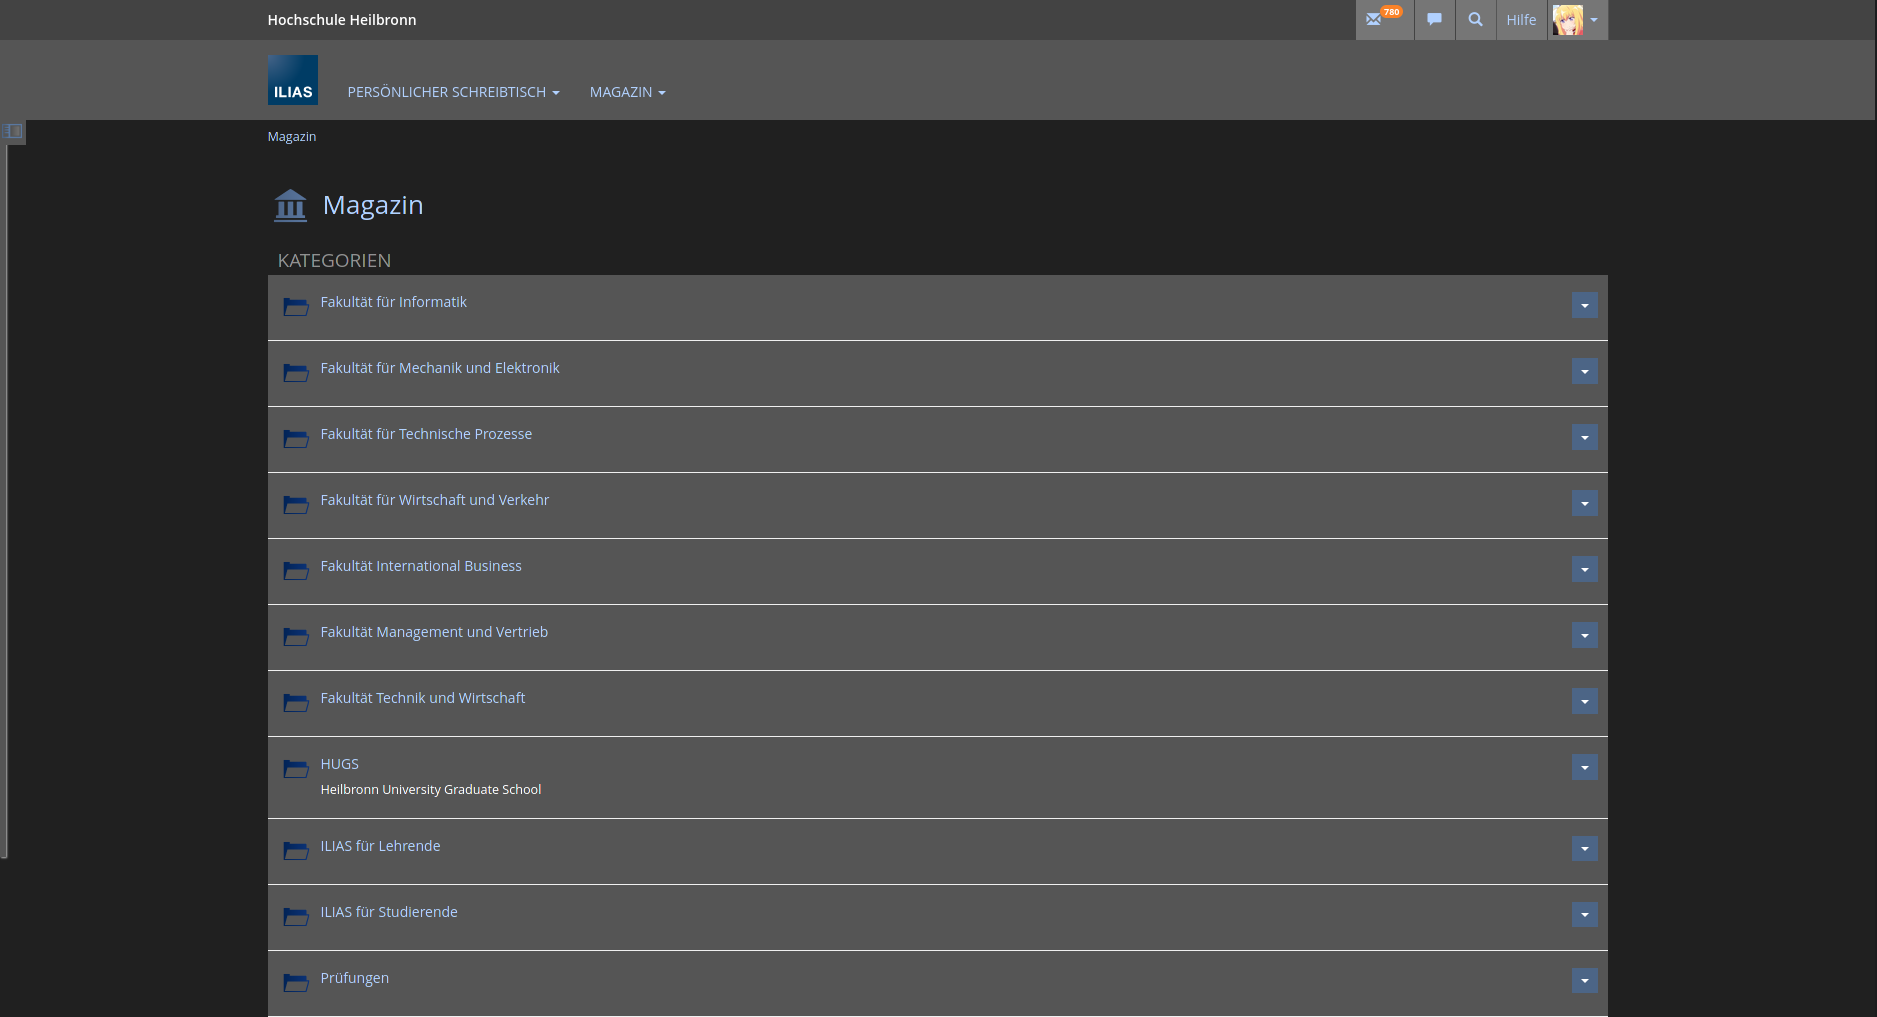 Hochschule Heilbronn
780
Hilfe
ILIAS
PERSÖNLICHER SCHREIBTISCH
MAGAZIN
Magazin
Magazin
KATEGORIEN
Fakultät für Informatik
Fakultät für Mechanik und Elektronik
Fakultät für Technische Prozesse
Fakultät für Wirtschaft und Verkehr
Fakultät International Business
Fakultät Management und Vertrieb
Fakultät Technik und Wirtschaft
HUGS
Heilbronn University Graduate School
ILIAS für Lehrende
ILIAS für Studierende
Prüfungen